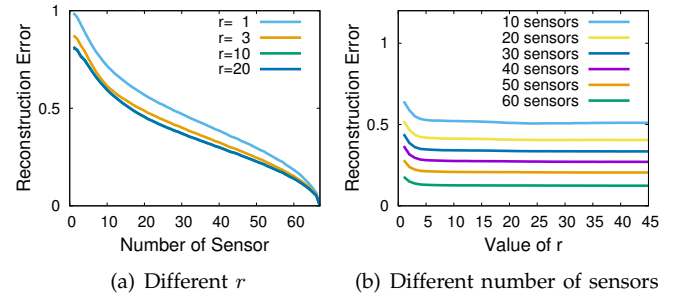 Reconstruction Error
1
0.5
0
0 10 20 30 40 50 60
Number of Sensor
r= 1
r= 3
r=10
r=20
(a) Different r
Reconstruction Error
1
0.5
0
0 5 10 15 20 25 30 35 40 45
Value of r
10 sensors
20 sensors
30 sensors
40 sensors
50 sensors
60 sensors
(b) Different number of sensors